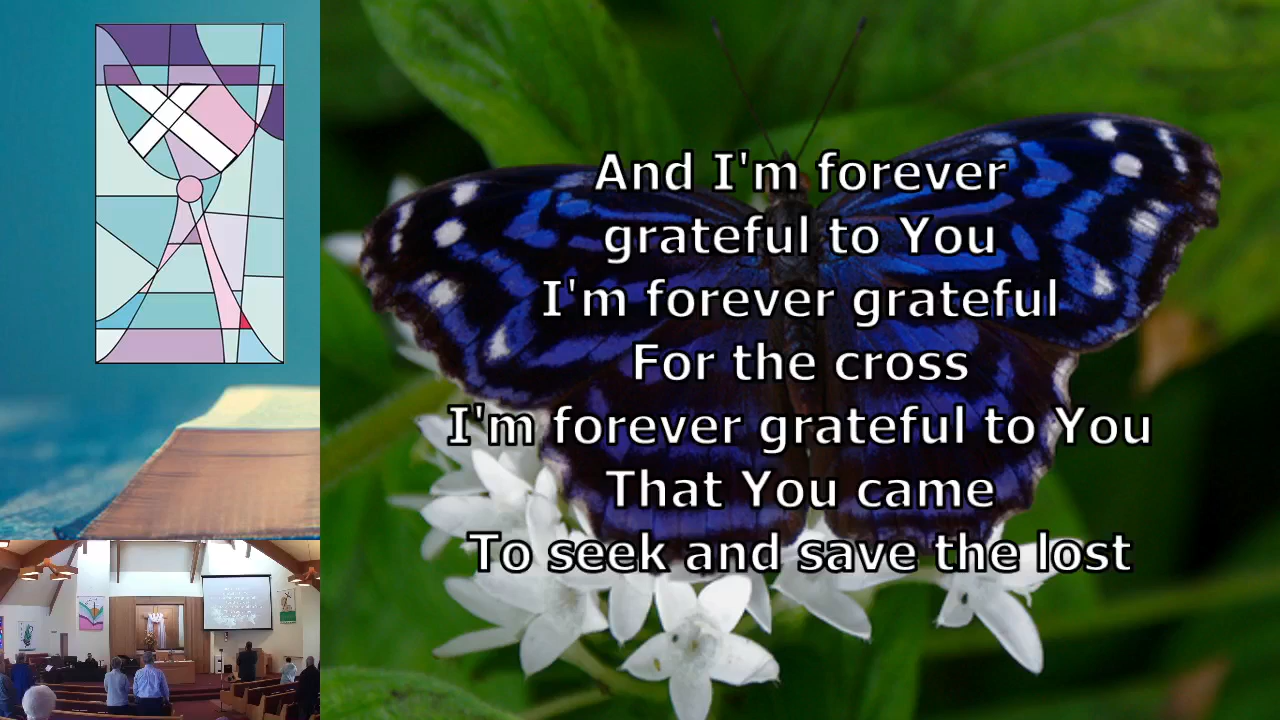 And I'm forever
grateful to You
I'm forever grateful
For the cross
I'm forever grateful to You
That You came
To seek and save the lost